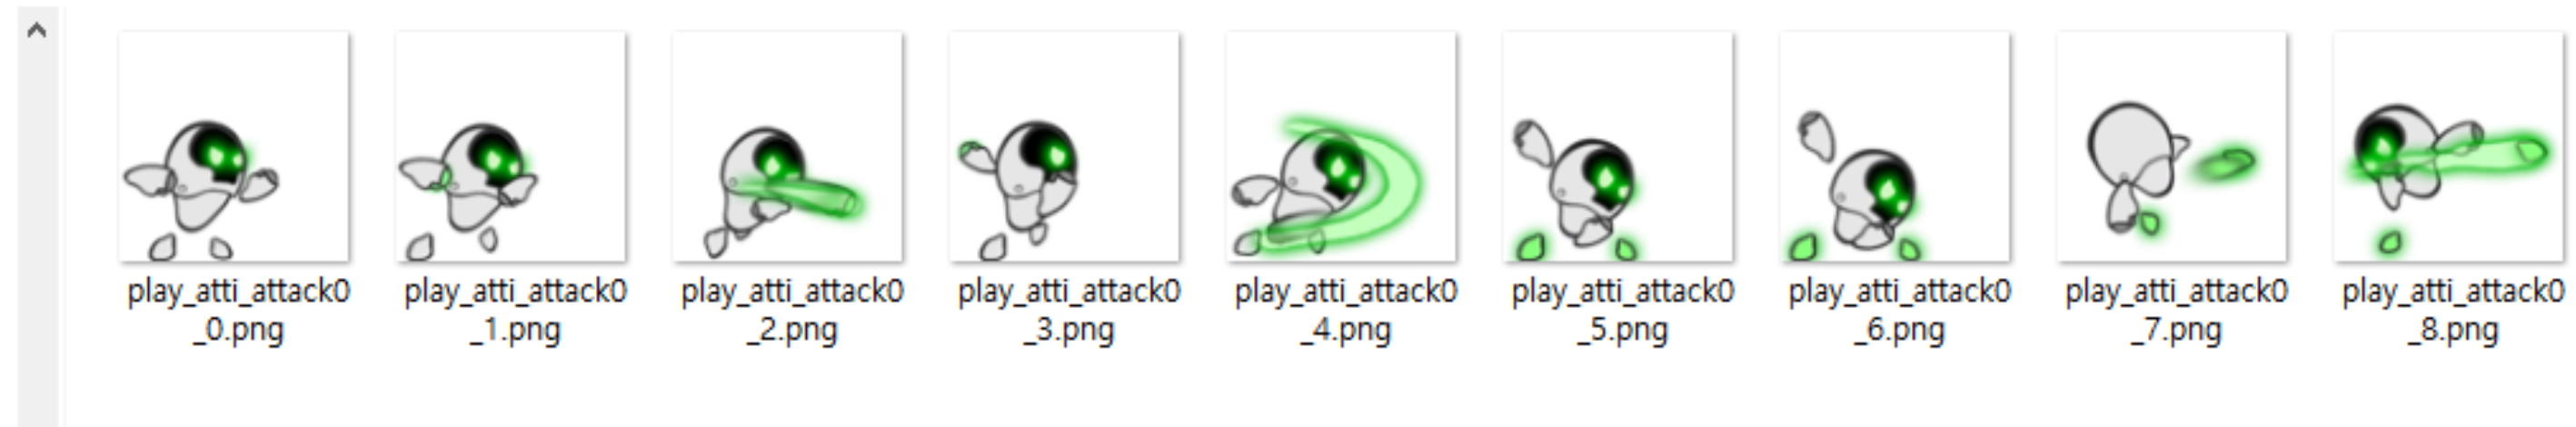 play_atti_attack0
_0.png
play_atti_attack0
_1.png
play_atti_attack0
_2.png
play_atti_attack0
_3.png
play_atti_attack0
_4.png
play_atti_attack0
_5.png
play_atti_attack0
_6.png
play_atti_attack0
_7.png
play_atti_attack0
_8.png